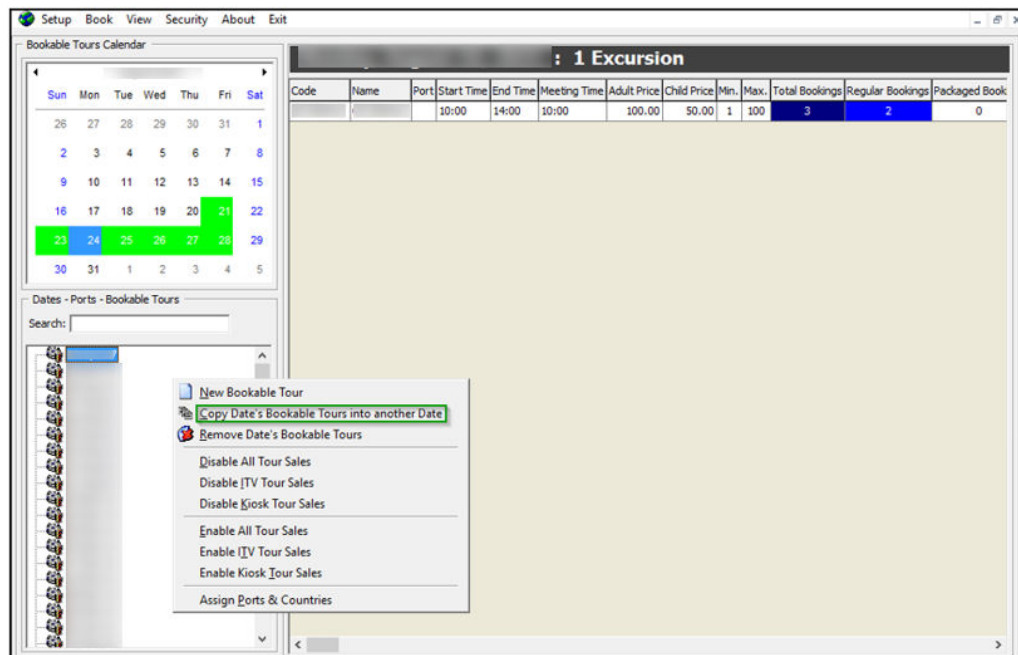 Setup Book View Security About Exit
Bookable Tours Calendar
: 1 Excursion
Sun Mon Tue Wed Thu Fri Sat
26 27 28 29 30 31 1
2 3 4 5 6 7 8
9 10 11 12 13 14 15
16 17 18 19 20 21 22
23 24 25 26 27 28 29
30 31 1 2 3 4 5
Code Name Port Start Time End Time Meeting Time Adult Price Child Price Min. Max. Total Bookings Regular Bookings Packaged Book
10:00 14:00 10:00 100.00 50.00 1 100 3 2 0
Dates - Ports - Bookable Tours
Search:
New Bookable Tour
Copy Date's Bookable Tours into another Date
Remove Date's Bookable Tours
Disable All Tour Sales
Disable ITV Tour Sales
Disable Kiosk Tour Sales
Enable All Tour Sales
Enable ITV Tour Sales
Enable Kiosk Tour Sales
Assign Ports & Countries